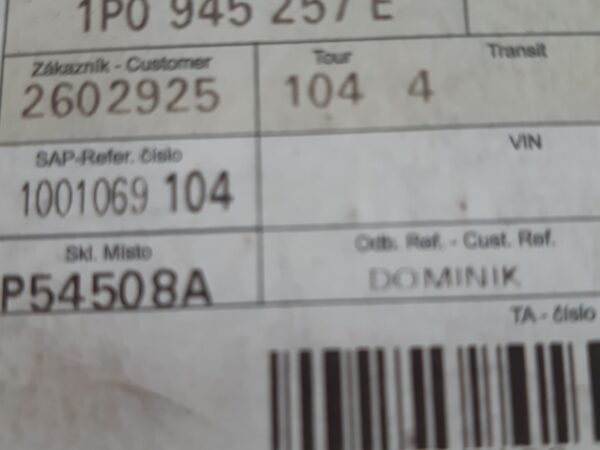 1P0 945 257 E
Zákazník - Customer
2602925
Tour
104 4
Transit
SAP-Refer. číslo
1001069 104
VIN
Skl. Místo
P54508A
Odb. Ref. - Cust. Ref.
DOMINIK
TA - číslo